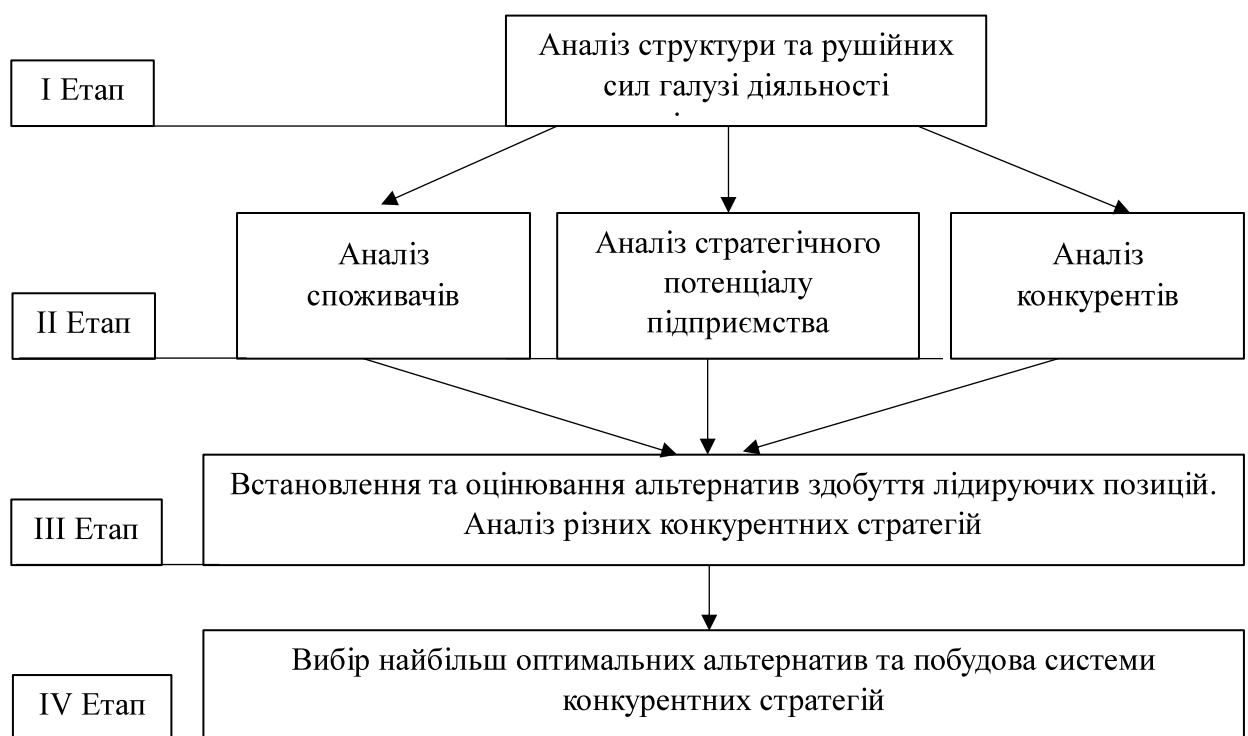 I Етап
Аналіз структури та рушійних
сил галузі діяльності
.
II Етап
Аналіз
споживачів
Аналіз стратегічного
потенціалу
підприємства
Аналіз
конкурентів
III Етап
Встановлення та оцінювання альтернатив здобуття лідируючих позицій.
Аналіз різних конкурентних стратегій
IV Етап
Вибір найбільш оптимальних альтернатив та побудова системи
конкурентних стратегій